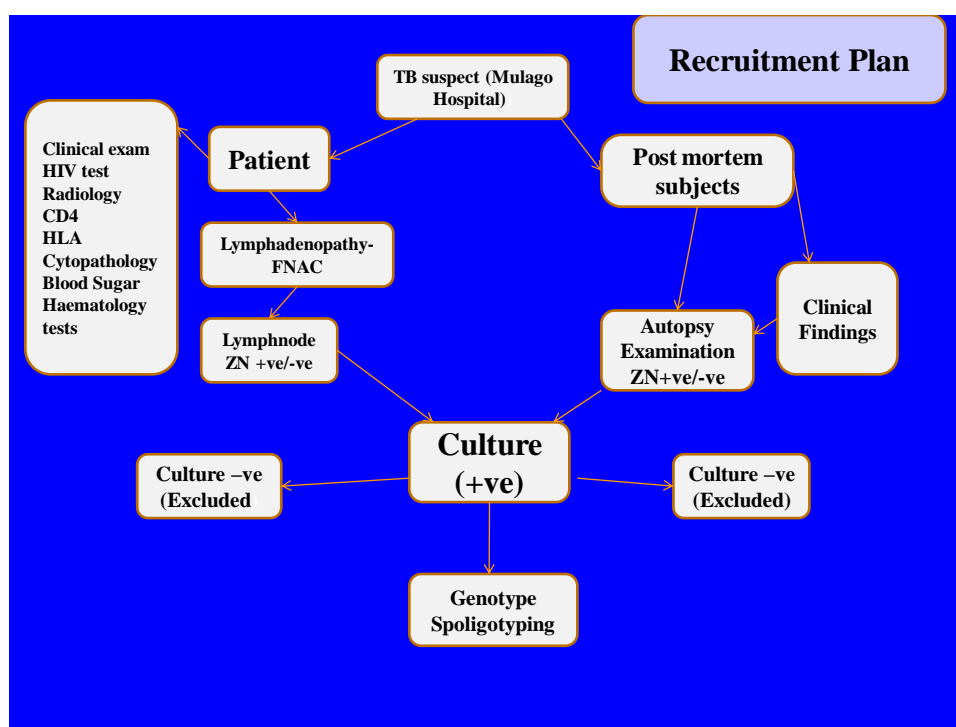 Recruitment Plan
TB suspect (Mulago
Hospital)
Clinical exam
HIV test
Radiology
CD4
HLA
Cytopathology
Blood Sugar
Haematology
tests
Patient
Post mortem
subjects
Lymphadenopathy-
FNAC
Clinical
Findings
Lymphnode
ZN +ve/-ve
Autopsy
Examination
ZN+ve/-ve
Culture
(+ve)
Culture –ve
(Excluded)
Culture –ve
(Excluded)
Genotype
Spoligotyping